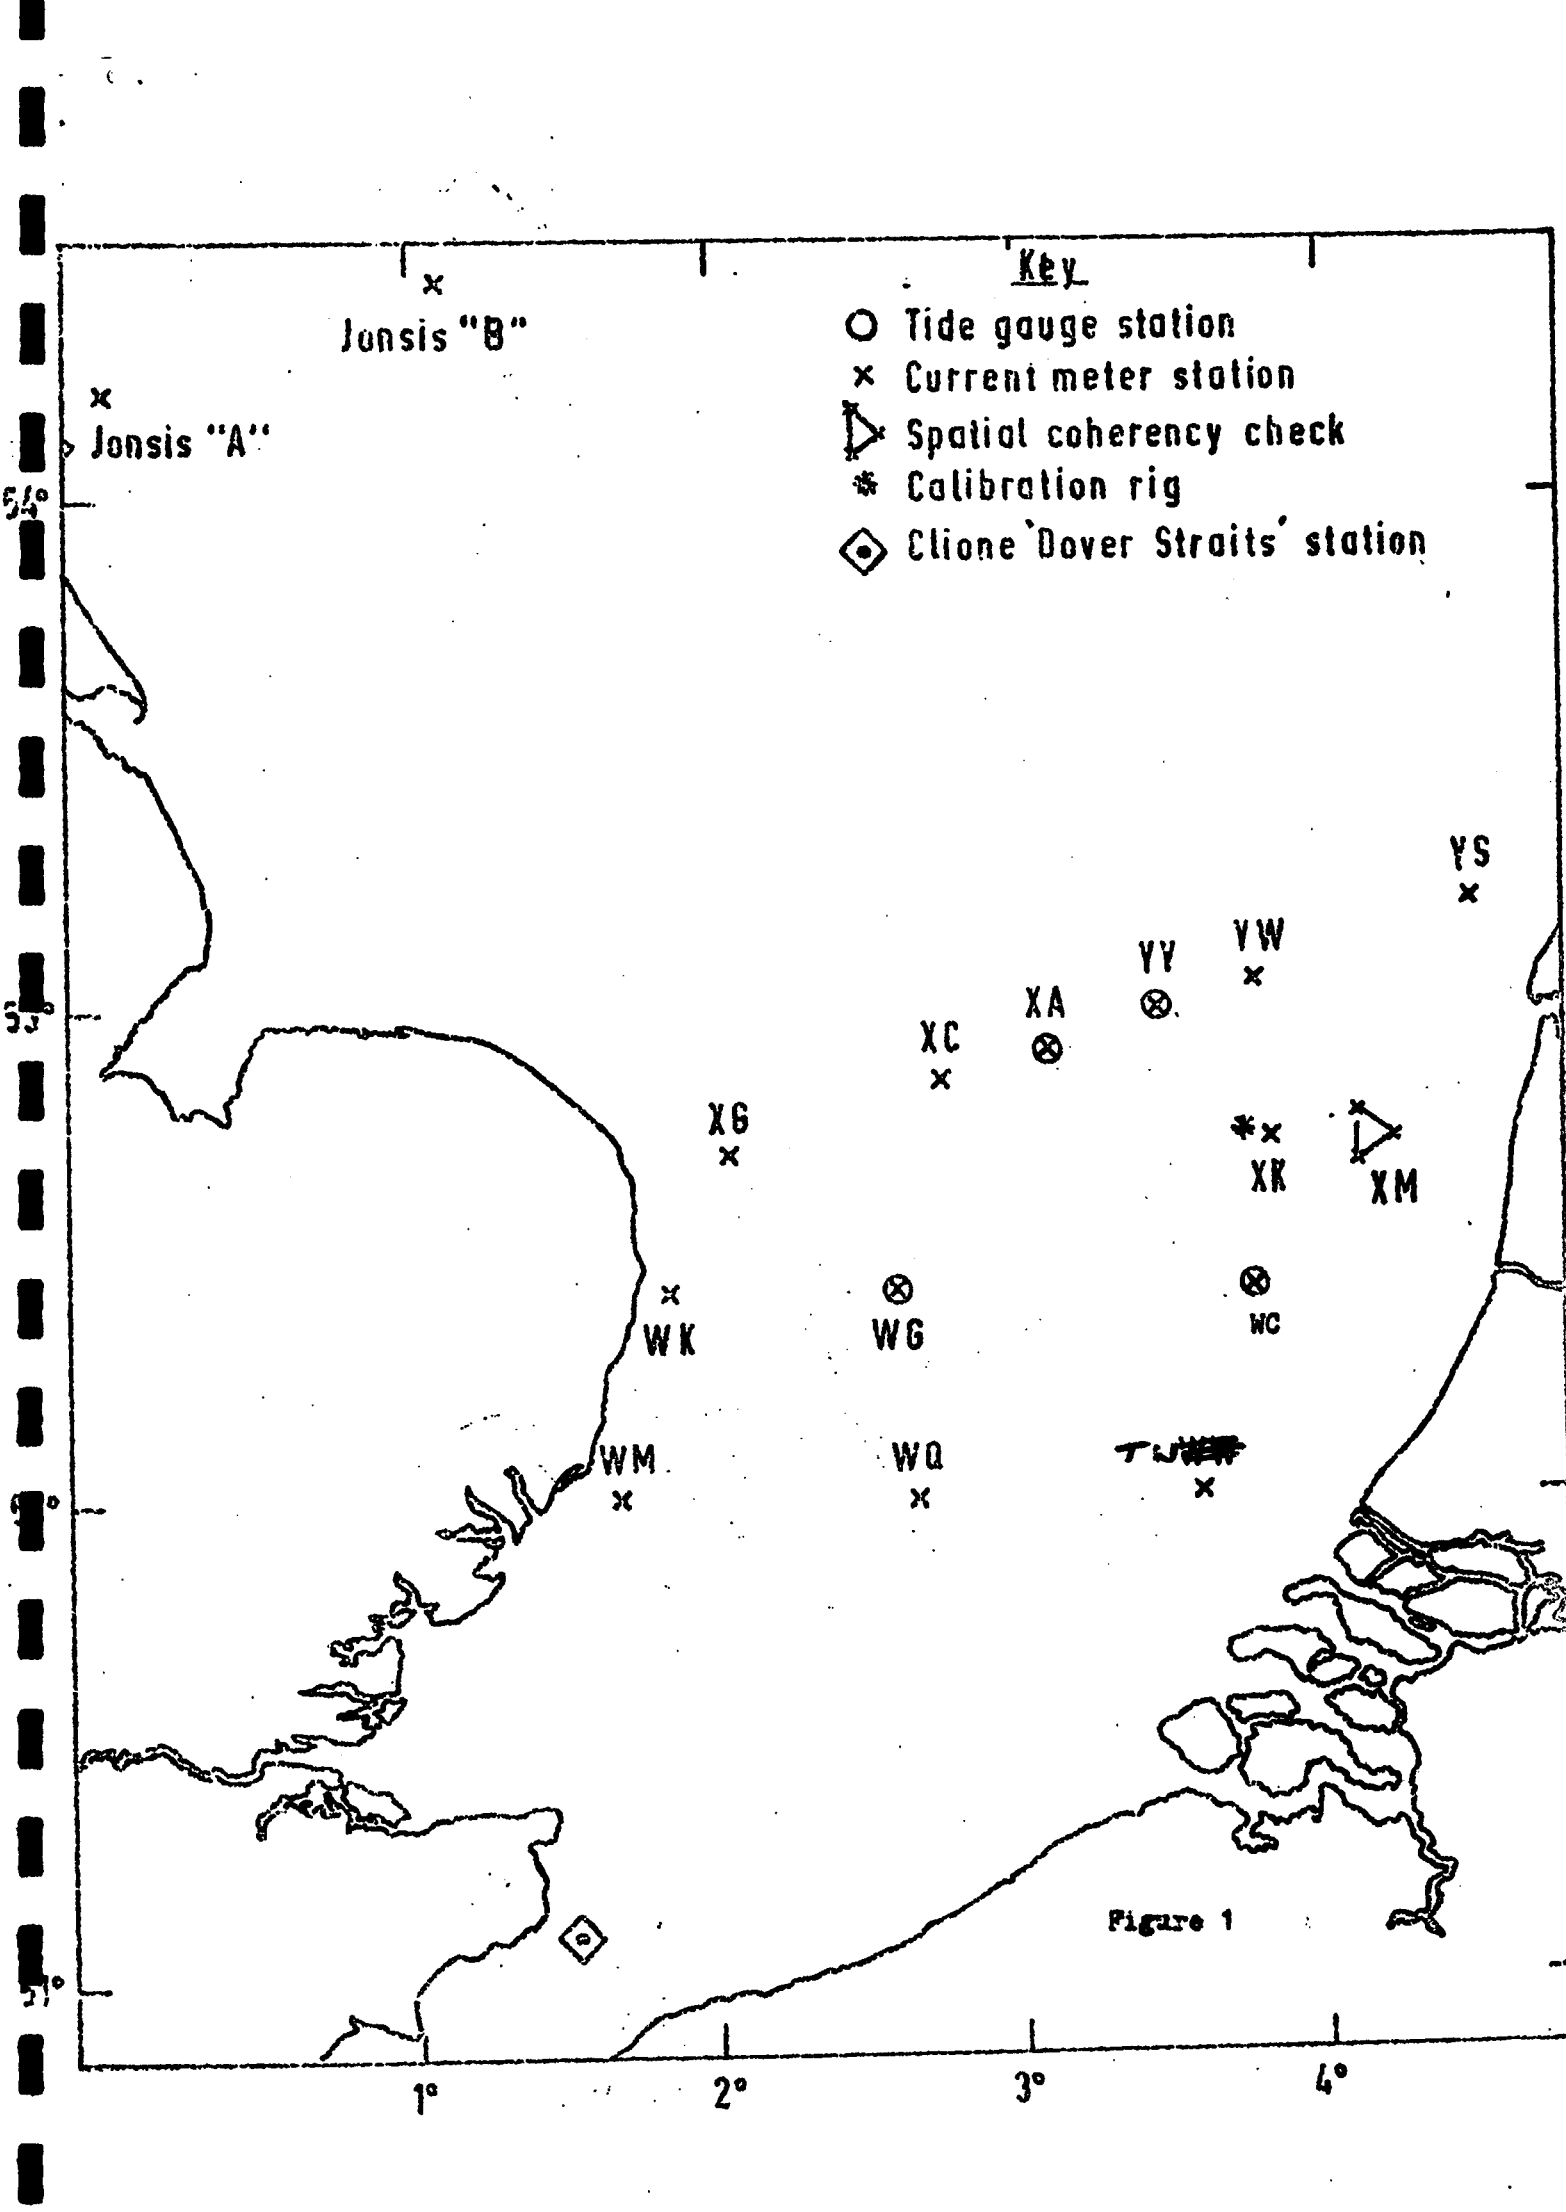 Key
Jonsis "B"
Tide gauge station
Current meter station
Jonsis "A"
Spatial coherency check
54°
Calibration rig
Clione 'Dover Straits' station
YS
YW
YY
XA
53°
XC
XG
XK
XM
WK
WG
WC
WM
WQ
TW
Figure 1
51°
1°
2°
3°
4°